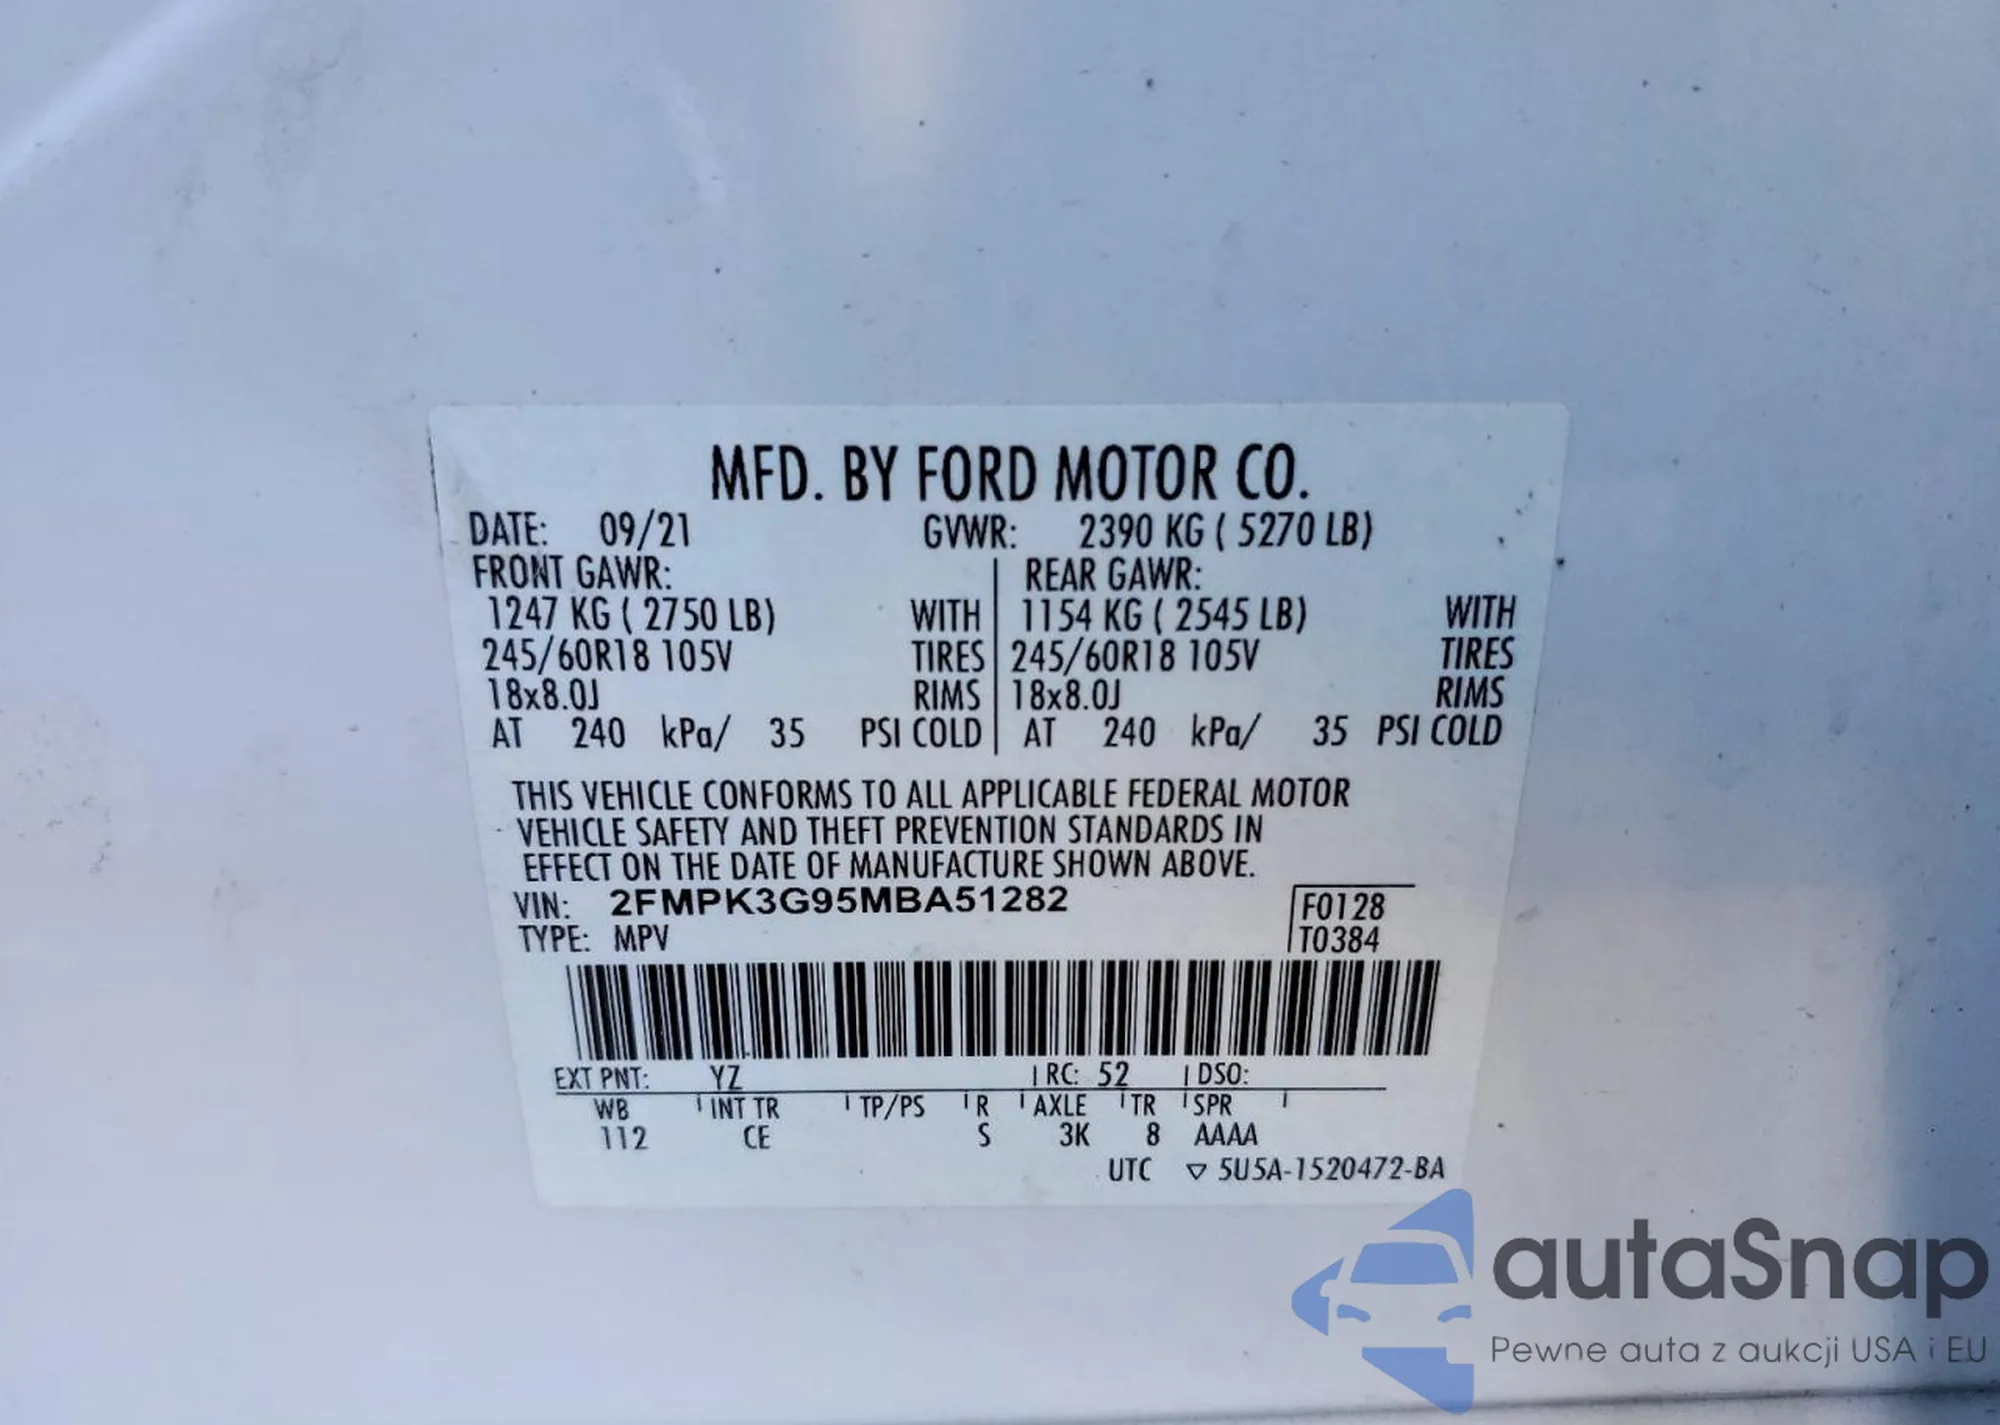 MFD. BY FORD MOTOR CO.
DATE: 09/21 GVWR: 2390 KG ( 5270 LB)
FRONT GAWR: REAR GAWR:
1247 KG ( 2750 LB) WITH 1154 KG ( 2545 LB) WITH
245/60R18 105V TIRES 245/60R18 105V TIRES
18x8.0J RIMS 18x8.0J RIMS
AT 240 kPa/ 35 PSI COLD AT 240 kPa/ 35 PSI COLD
THIS VEHICLE CONFORMS TO ALL APPLICABLE FEDERAL MOTOR
VEHICLE SAFETY AND THEFT PREVENTION STANDARDS IN
EFFECT ON THE DATE OF MANUFACTURE SHOWN ABOVE.
VIN: 2FMPK3G95MBA51282 F0128
TYPE: MPV T0384
EXT PNT: YZ RC: 52 DSO:
WB INT TR TP/PS R AXLE TR SPR
112 CE S 3K 8 AAAA
UTC ▽ 5U5A-1520472-BA
autaSnap
Pewne auta z aukcji USA i EU